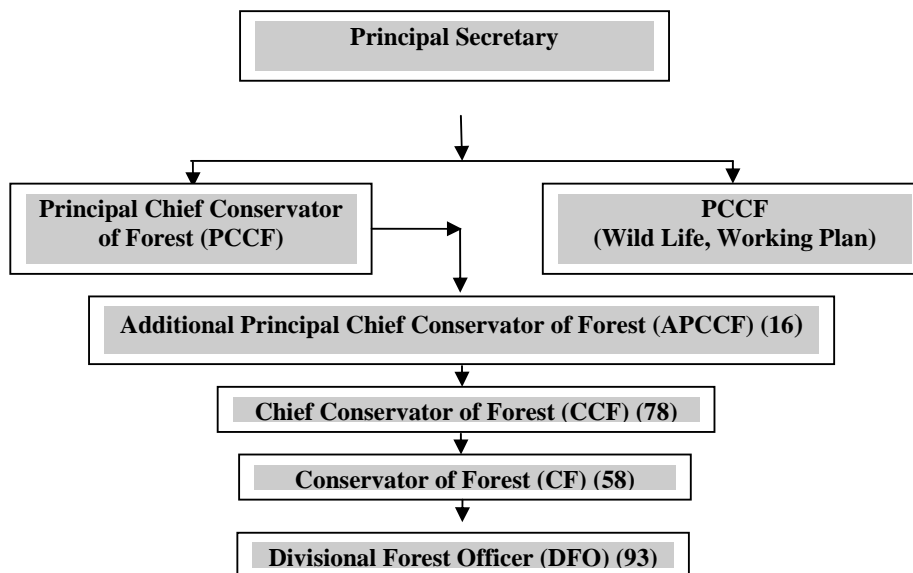 Principal Secretary
Principal Chief Conservator
of Forest (PCCF)
PCCF
(Wild Life, Working Plan)
Additional Principal Chief Conservator of Forest (APCCF) (16)
Chief Conservator of Forest (CCF) (78)
Conservator of Forest (CF) (58)
Divisional Forest Officer (DFO) (93)